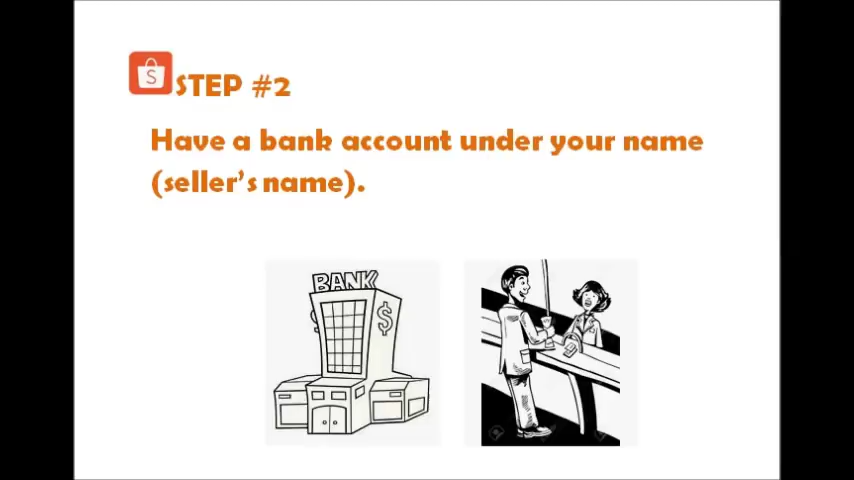 S
STEP #2
Have a bank account under your name
(seller's name).
BANK
$
$